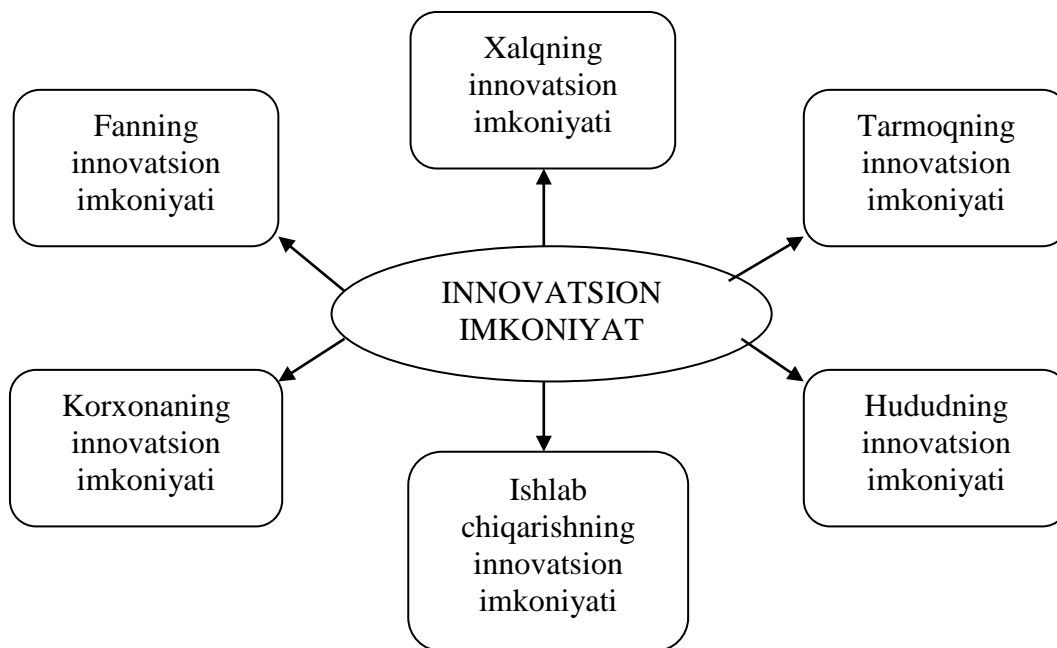 Xalqning
innovatsion
imkoniyati
Fanning
innovatsion
imkoniyati
Tarmoqning
innovatsion
imkoniyati
INNOVATSION
IMKONIYAT
Korxonaning
innovatsion
imkoniyati
Hududning
innovatsion
imkoniyati
Ishlab
chiqarishning
innovatsion
imkoniyati